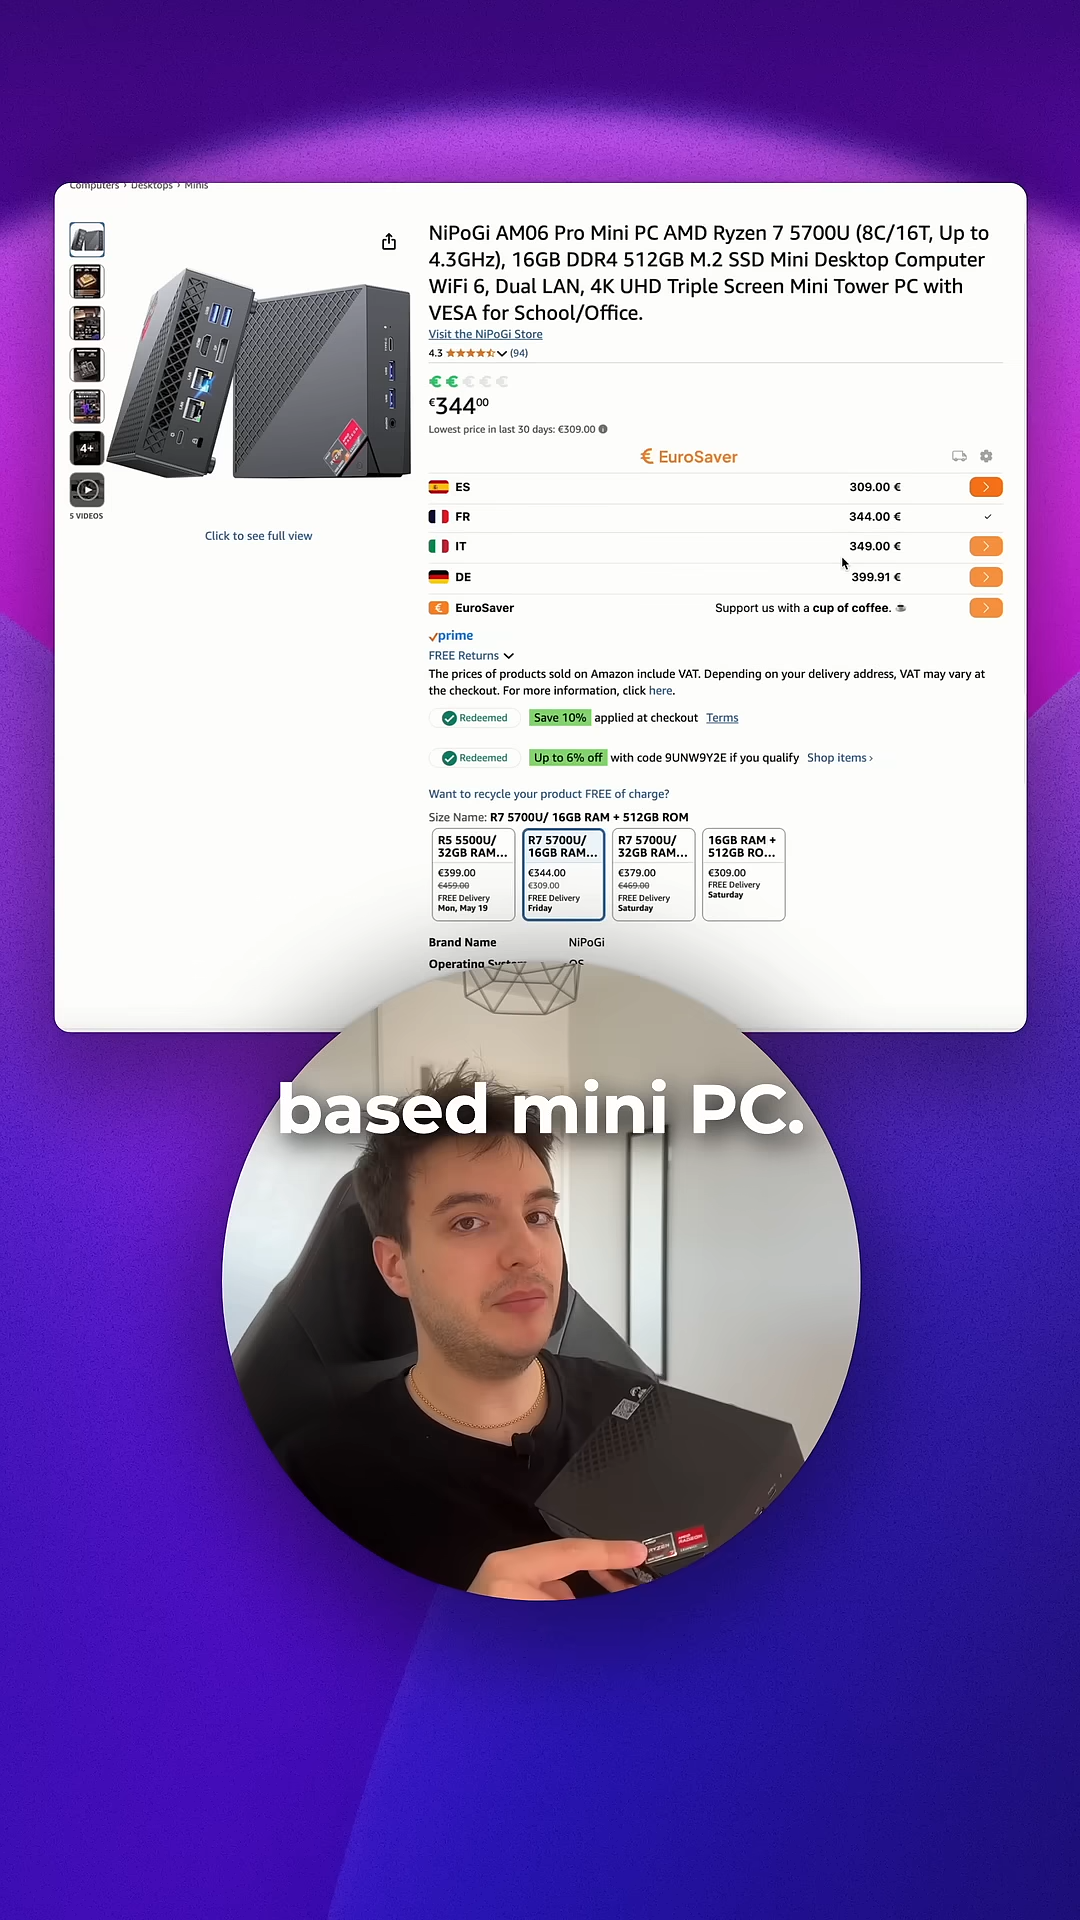 Computers › Desktops › Minis
NiPoGi AM06 Pro Mini PC AMD Ryzen 7 5700U (8C/16T, Up to
4.3GHz), 16GB DDR4 512GB M.2 SSD Mini Desktop Computer
WiFi 6, Dual LAN, 4K UHD Triple Screen Mini Tower PC with
VESA for School/Office.
Visit the NiPoGi Store
4.3 (94)
€34400
Lowest price in last 30 days: €309.00
€ EuroSaver
ES 309.00 €
FR 344.00 €
IT 349.00 €
DE 399.91 €
€ EuroSaver Support us with a cup of coffee.
prime
FREE Returns
The prices of products sold on Amazon include VAT. Depending on your delivery address, VAT may vary at
the checkout. For more information, click here.
Redeemed Save 10% applied at checkout Terms
Redeemed Up to 6% off with code 9UNW9Y2E if you qualify Shop items ›
Want to recycle your product FREE of charge?
Size Name: R7 5700U/ 16GB RAM + 512GB ROM
R5 5500U/
32GB RAM...
€399.00
€459.00
FREE Delivery
Mon, May 19
R7 5700U/
16GB RAM...
€344.00
€309.00
FREE Delivery
Friday
R7 5700U/
32GB RAM...
€379.00
€469.00
FREE Delivery
Saturday
16GB RAM +
512GB RO...
€309.00
FREE Delivery
Saturday
Brand Name NiPoGi
Operating System OS
4+
5 VIDEOS
Click to see full view
based mini PC.
RYZEN
RADEON